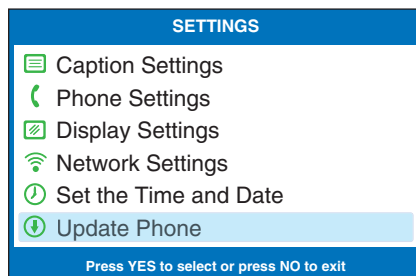 SETTINGS
Caption Settings
Phone Settings
Display Settings
Network Settings
Set the Time and Date
Update Phone
Press YES to select or press NO to exit